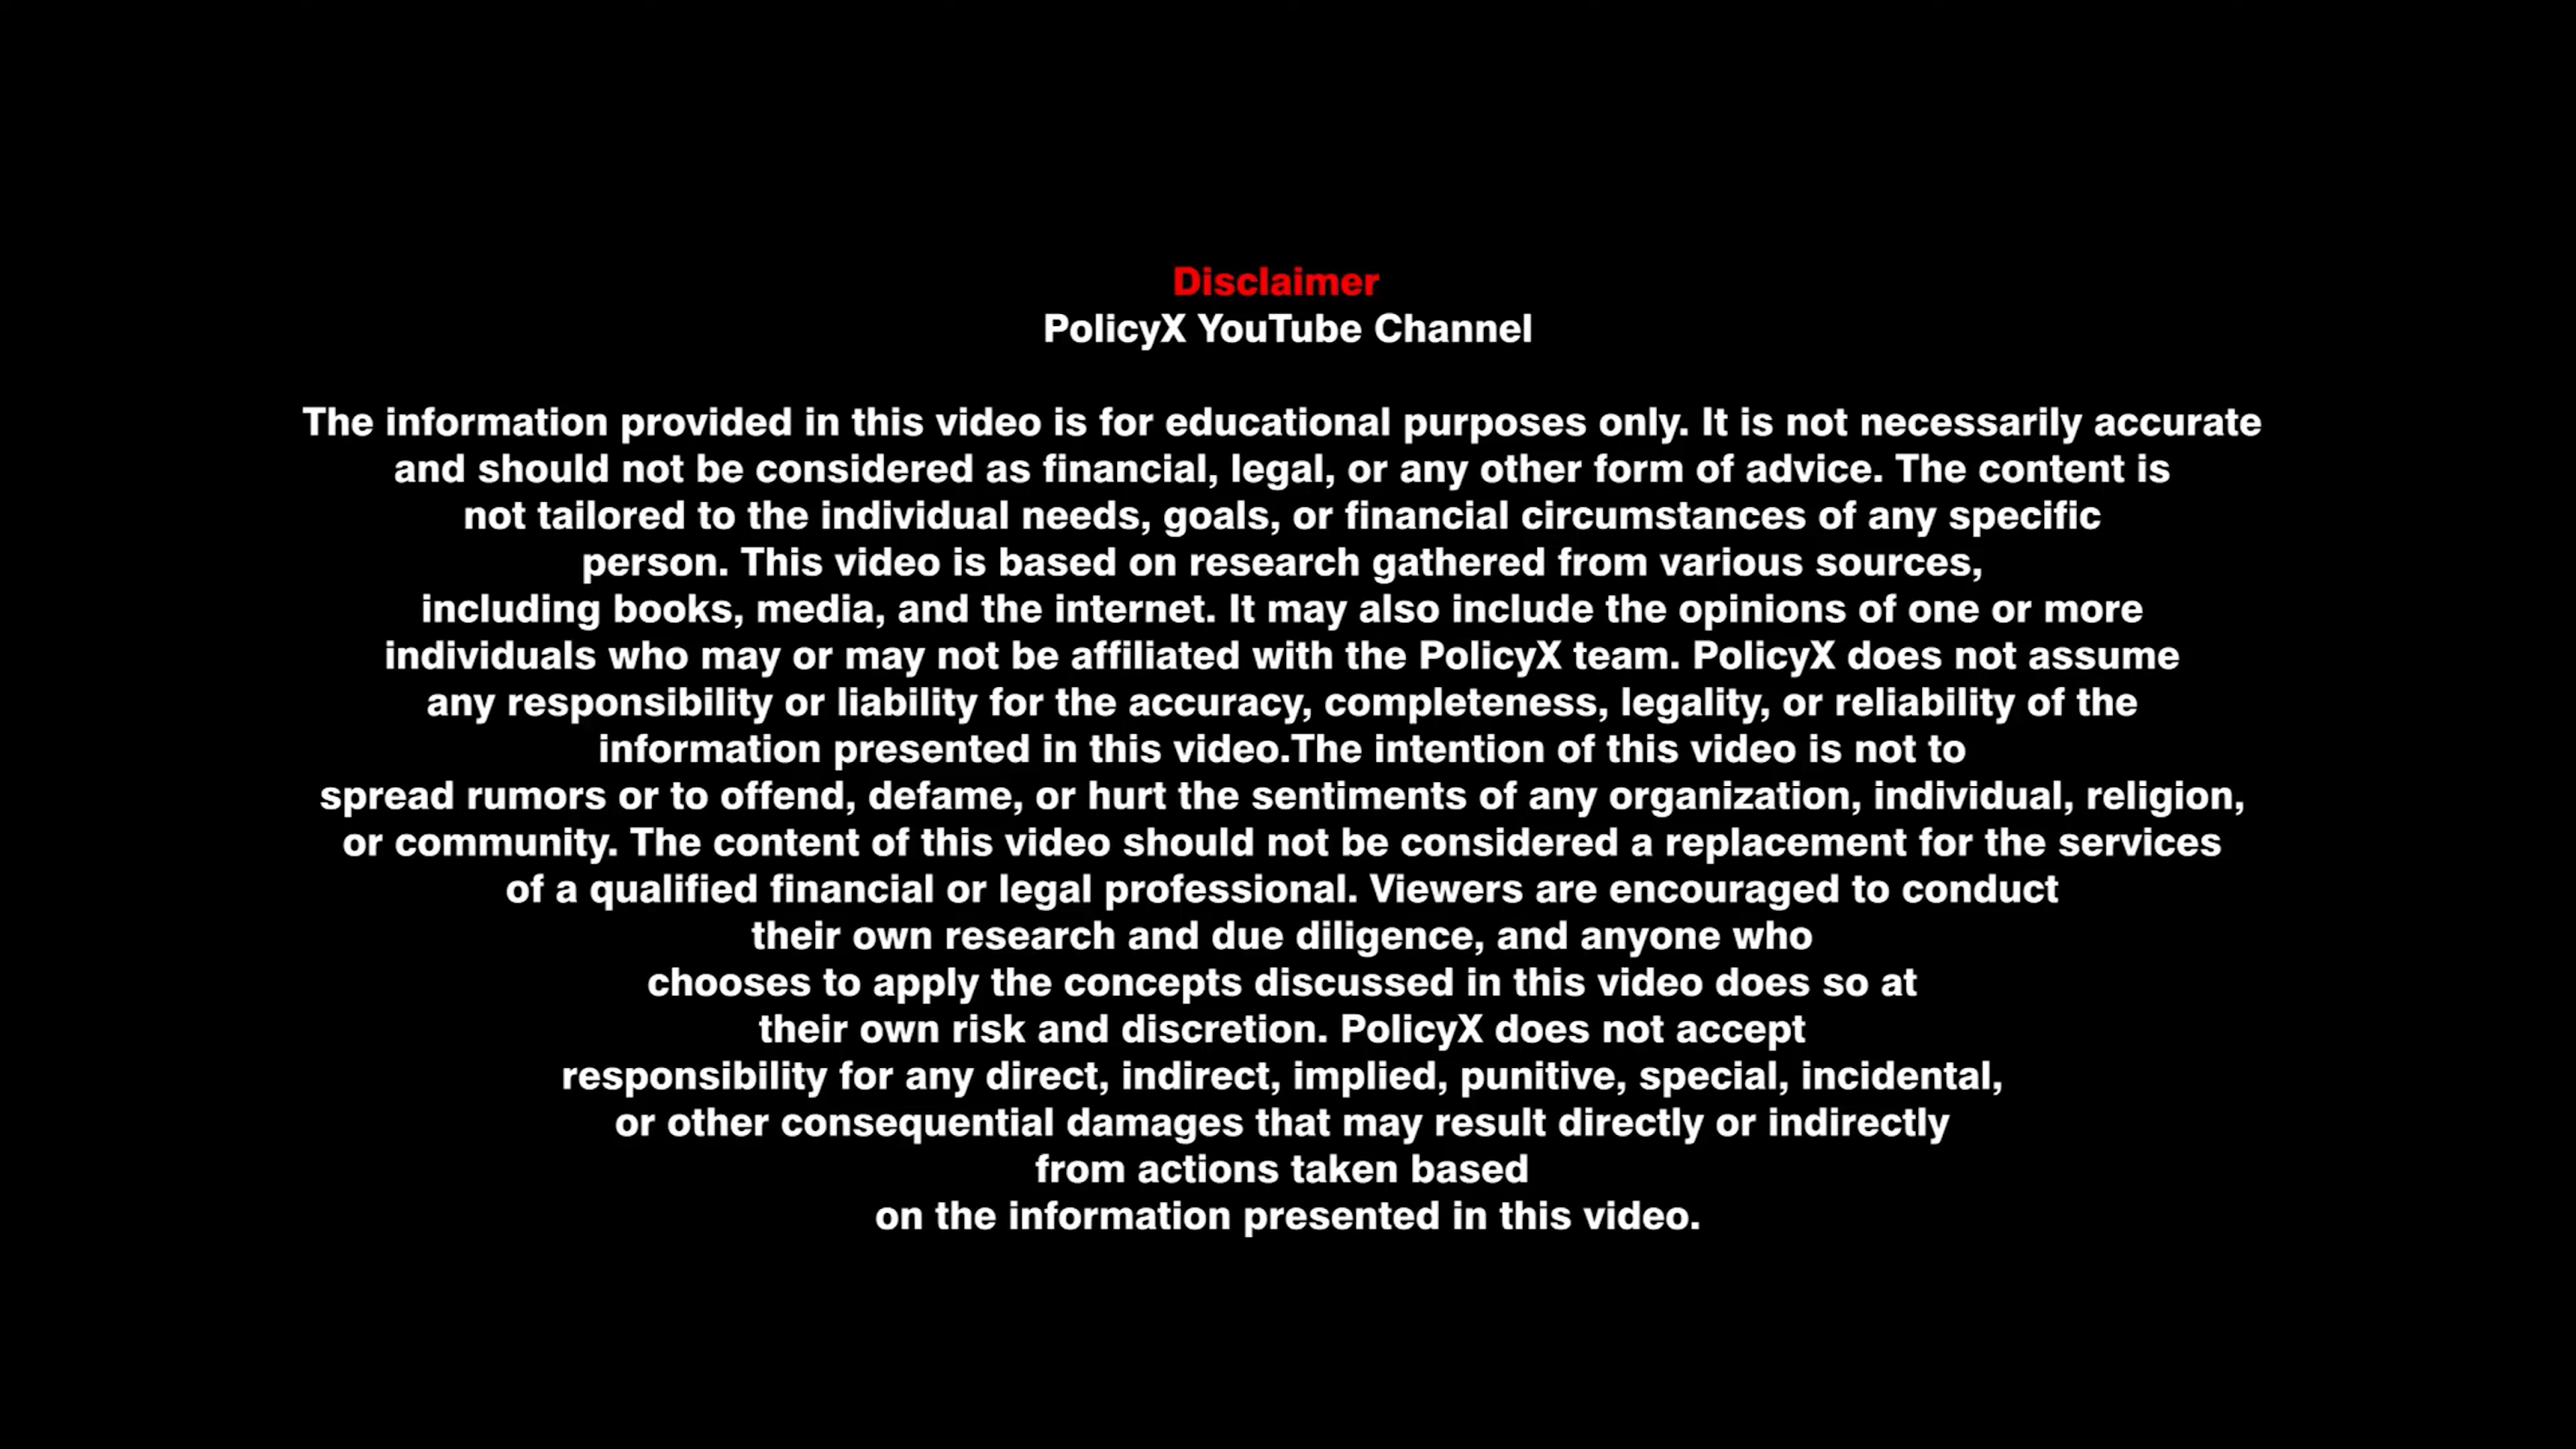 Disclaimer
PolicyX YouTube Channel
The information provided in this video is for educational purposes only. It is not necessarily accurate
and should not be considered as financial, legal, or any other form of advice. The content is
not tailored to the individual needs, goals, or financial circumstances of any specific
person. This video is based on research gathered from various sources,
including books, media, and the internet. It may also include the opinions of one or more
individuals who may or may not be affiliated with the PolicyX team. PolicyX does not assume
any responsibility or liability for the accuracy, completeness, legality, or reliability of the
information presented in this video.The intention of this video is not to
spread rumors or to offend, defame, or hurt the sentiments of any organization, individual, religion,
or community. The content of this video should not be considered a replacement for the services
of a qualified financial or legal professional. Viewers are encouraged to conduct
their own research and due diligence, and anyone who
chooses to apply the concepts discussed in this video does so at
their own risk and discretion. PolicyX does not accept
responsibility for any direct, indirect, implied, punitive, special, incidental,
or other consequential damages that may result directly or indirectly
from actions taken based
on the information presented in this video.